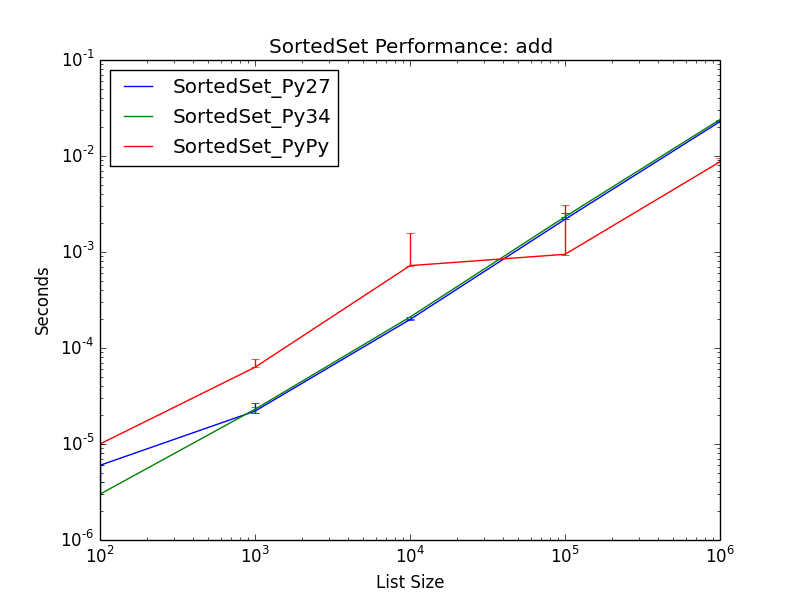 SortedSet Performance: add
10^-1
SortedSet_Py27
SortedSet_Py34
SortedSet_PyPy
10^-2
10^-3
Seconds
10^-4
10^-5
10^-6
10^2 10^3 10^4 10^5 10^6
List Size